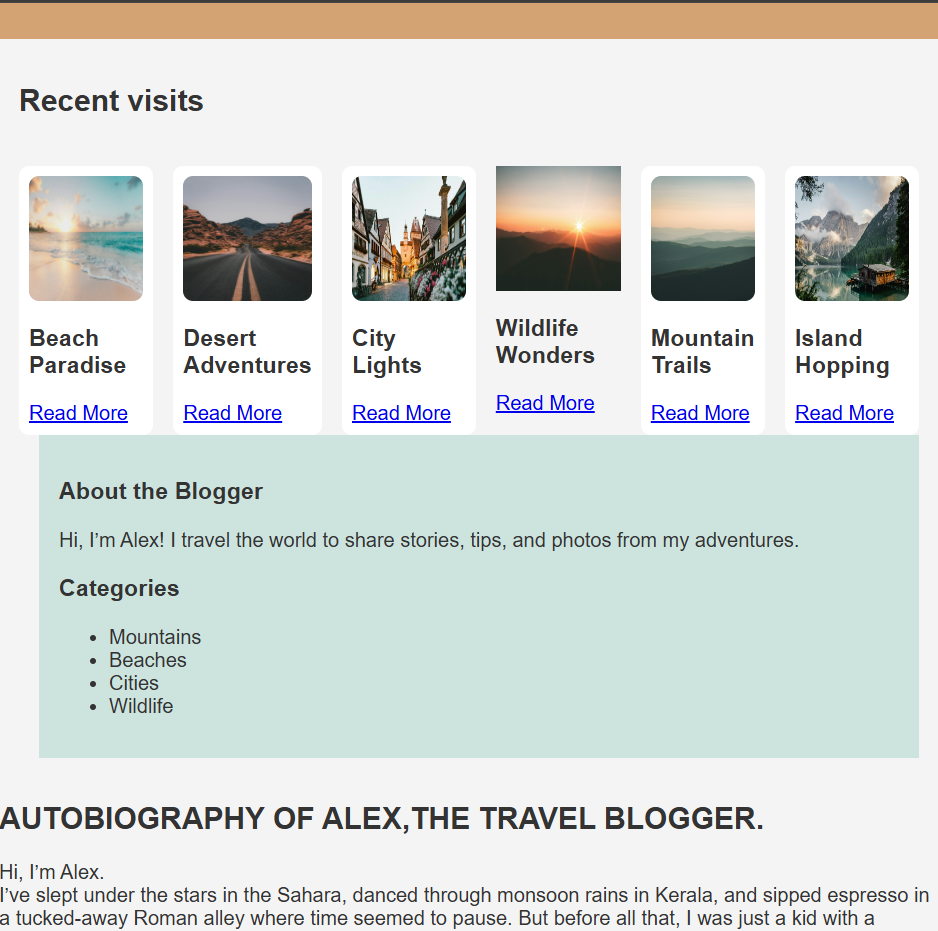 Recent visits
Beach
Paradise
Read More
Desert
Adventures
Read More
City
Lights
Read More
Wildlife
Wonders
Read More
Mountain
Trails
Read More
Island
Hopping
Read More
About the Blogger
Hi, I’m Alex! I travel the world to share stories, tips, and photos from my adventures.
Categories
• Mountains
• Beaches
• Cities
• Wildlife
AUTOBIOGRAPHY OF ALEX,THE TRAVEL BLOGGER.
Hi, I’m Alex.
I’ve slept under the stars in the Sahara, danced through monsoon rains in Kerala, and sipped espresso in
a tucked-away Roman alley where time seemed to pause. But before all that, I was just a kid with a